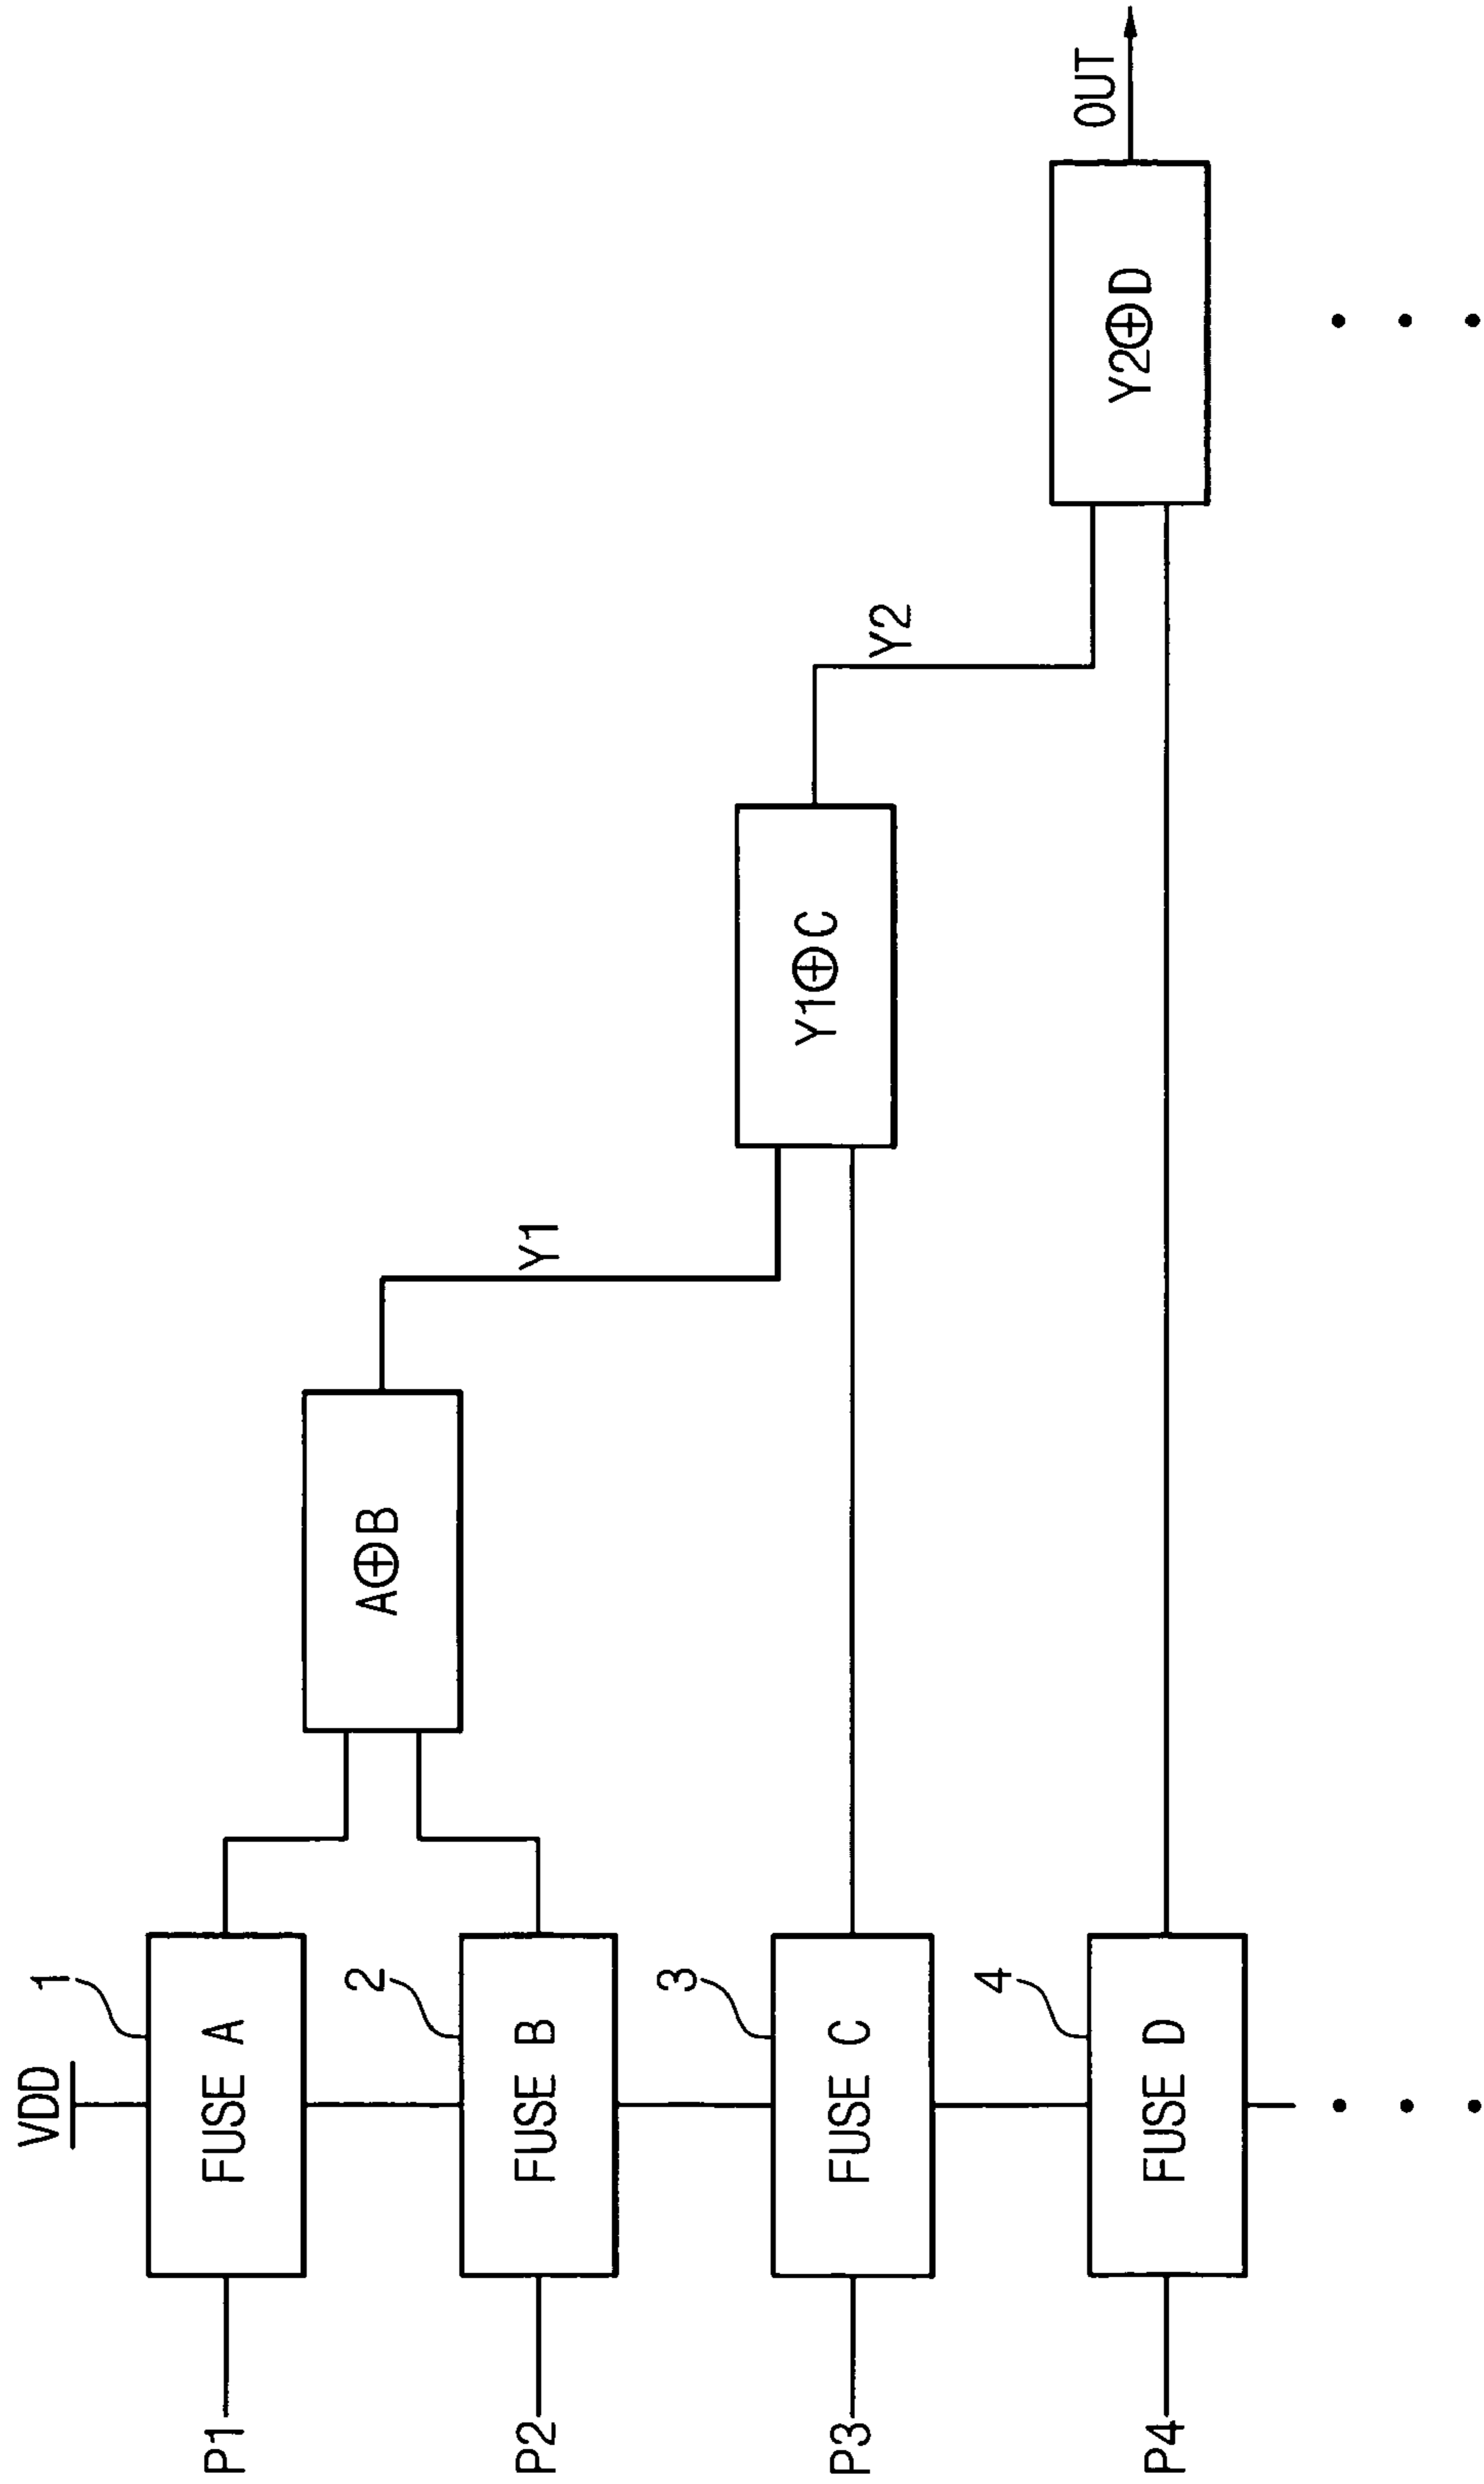 VDD
1
P1
FUSE A
A⊕B
2
P2
FUSE B
Y1
3
P3
FUSE C
Y1⊕C
Y2
4
P4
FUSE D
Y2⊕D
OUT